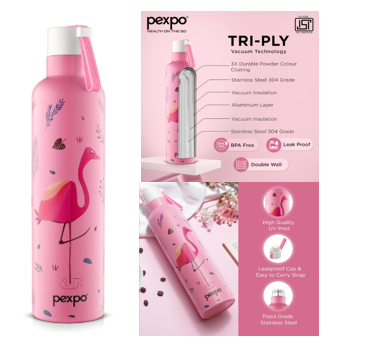 pexpo
pexpo®
HEALTH ON THE GO
TRI-PLY
Vacuum Technology
3X Durable Powder Colour
Coating
Stainless Steel 304 Grade
Vacuum Insulation
Aluminium Layer
Vacuum Insulation
Stainless Steel 304 Grade
BPA Free
Leak Proof
Double Wall
pexpo
High Quality
UV Print
Leakproof Cap &
Easy to Carry Strap
Food Grade
Stainless Steel